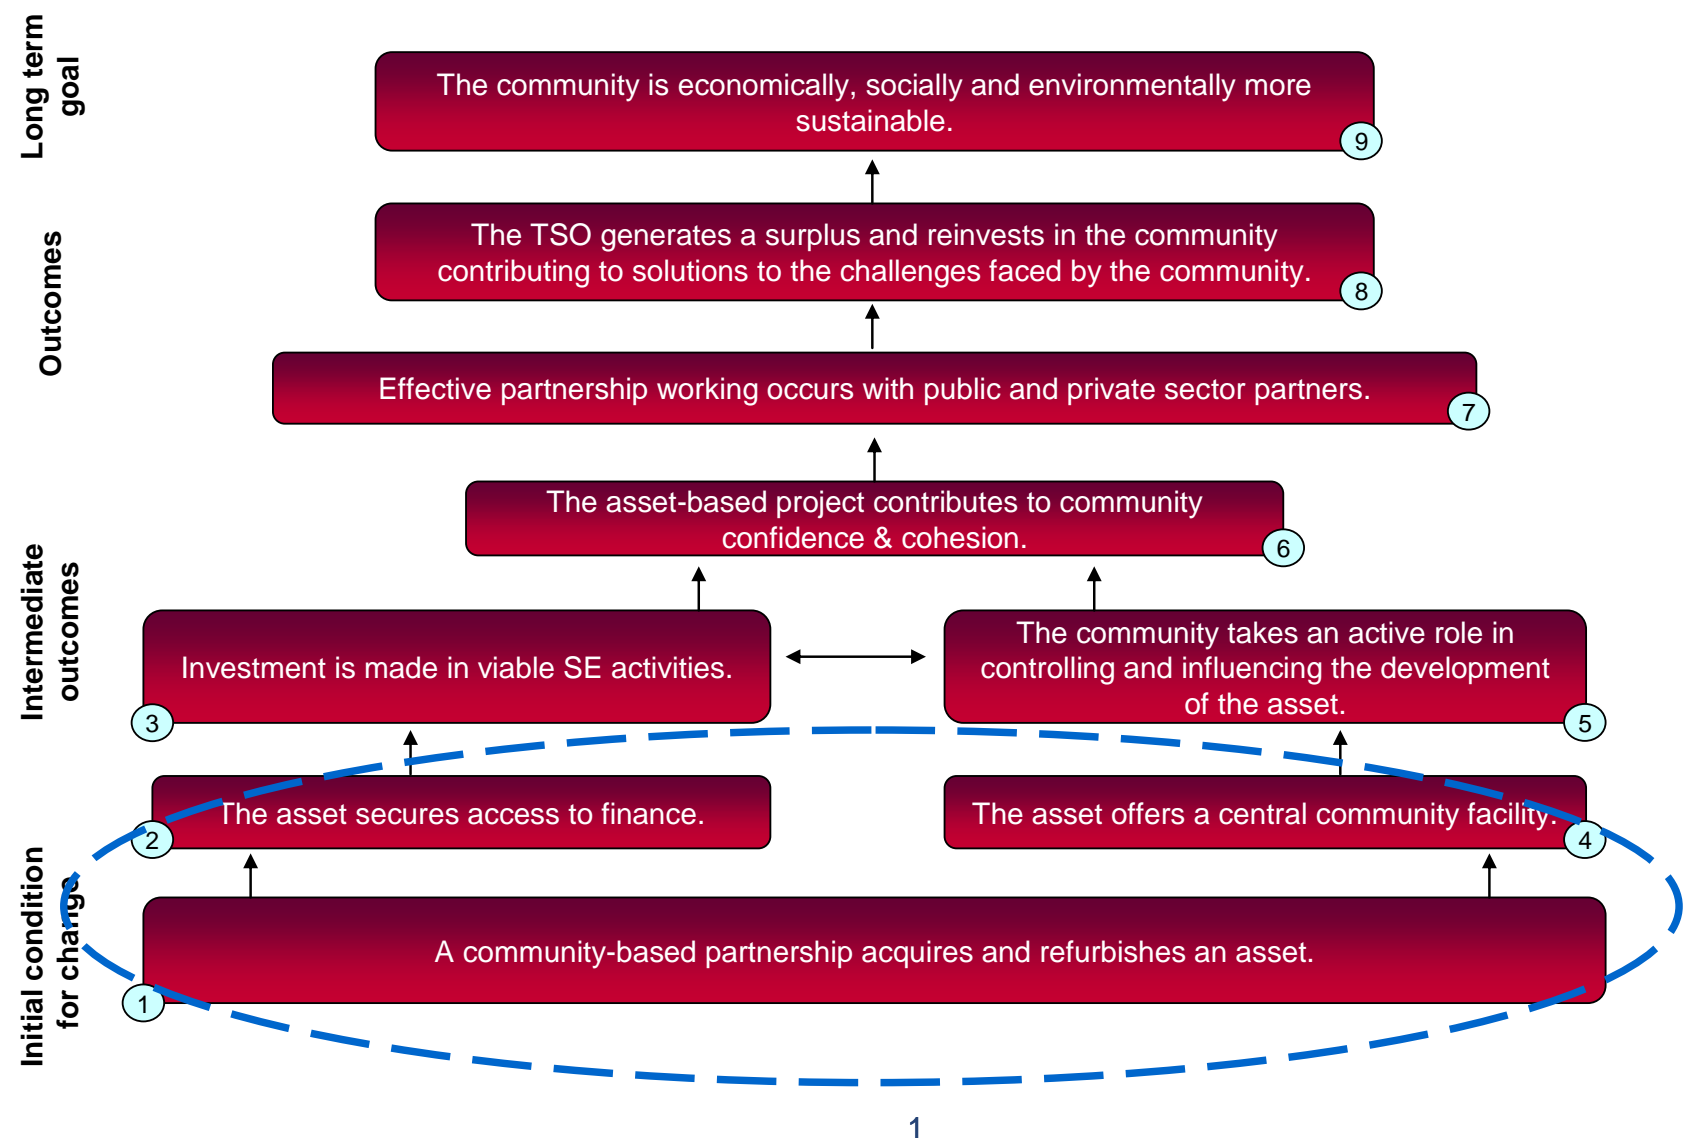 Long term
goal
The community is economically, socially and environmentally more
sustainable.
9
Outcomes
The TSO generates a surplus and reinvests in the community
contributing to solutions to the challenges faced by the community.
8
Effective partnership working occurs with public and private sector partners.
7
The asset-based project contributes to community
confidence & cohesion.
6
Intermediate
outcomes
Investment is made in viable SE activities.
3
The community takes an active role in
controlling and influencing the development
of the asset.
5
The asset secures access to finance.
2
The asset offers a central community facility.
4
Initial condition
for change
A community-based partnership acquires and refurbishes an asset.
1
1